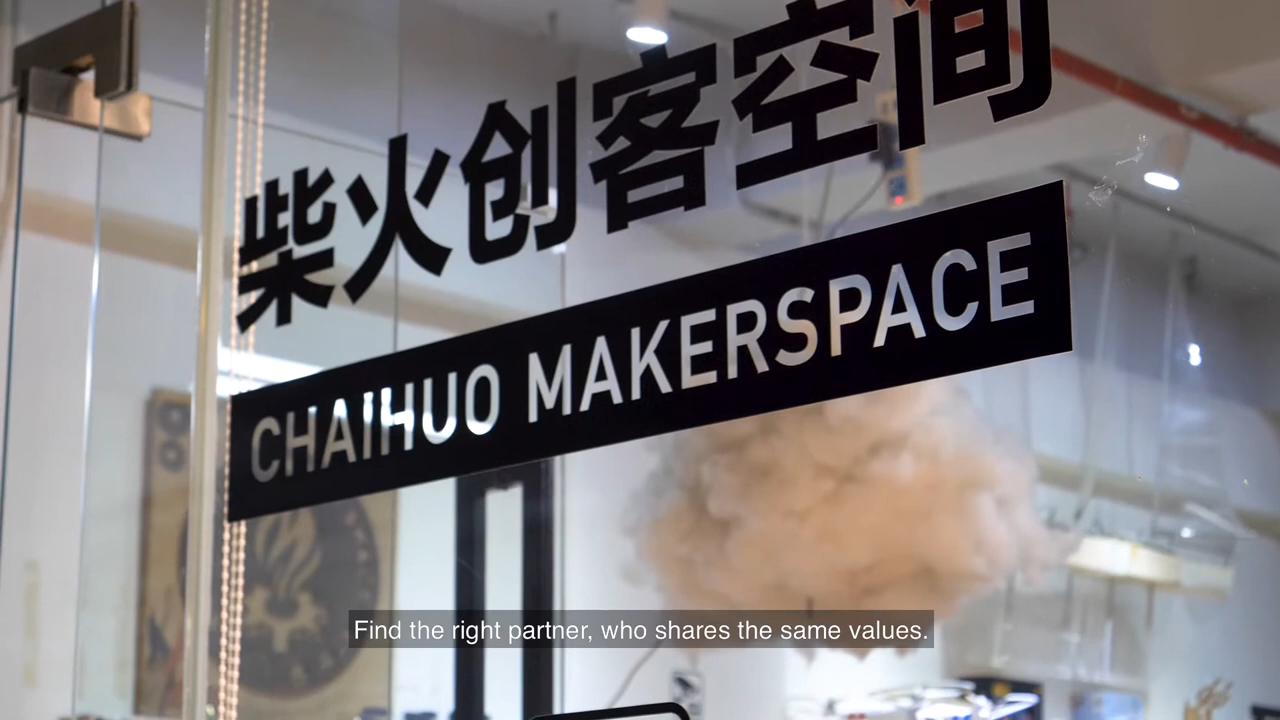 柴火创客空间
CHAIHUO MAKERSPACE
Find the right partner, who shares the same values.